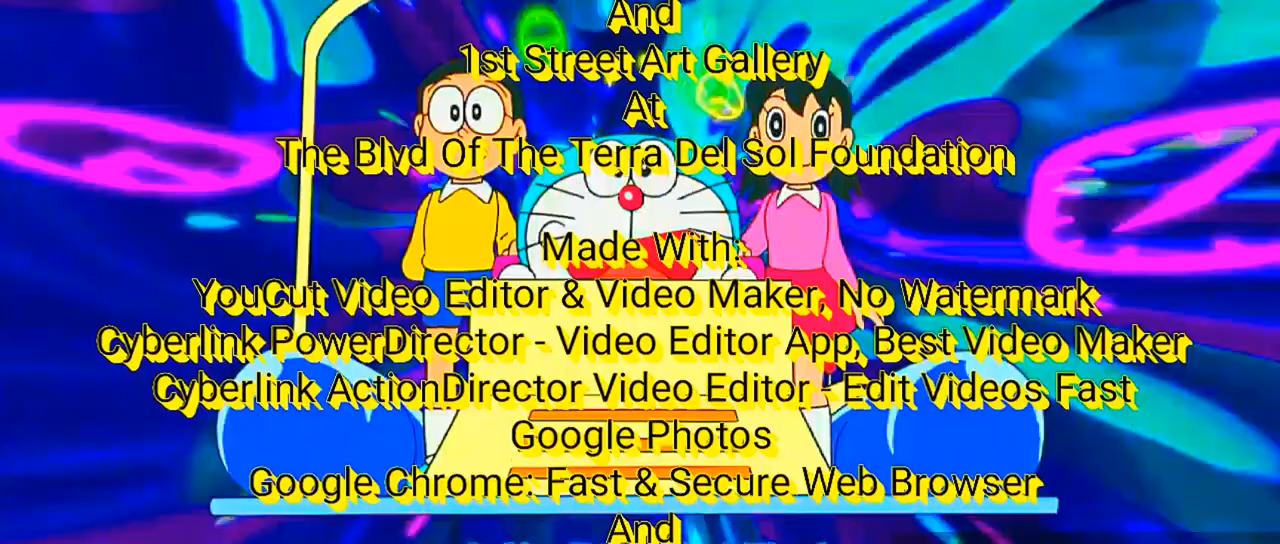 And
1st Street Art Gallery
At
The Blvd Of The Terra Del Sol Foundation
Made With:
YouCut Video Editor & Video Maker, No Watermark
Cyberlink PowerDirector - Video Editor App, Best Video Maker
Cyberlink ActionDirector Video Editor - Edit Videos Fast
Google Photos
Google Chrome: Fast & Secure Web Browser
And